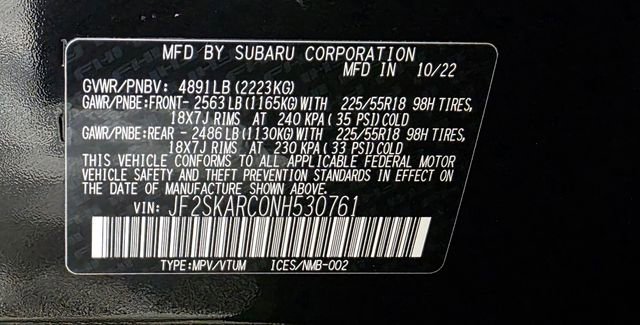 MFD BY SUBARU CORPORATION
MFD IN 10/22
GVWR/PNBV: 4891LB (2223KG)
GAWR/PNBE:FRONT- 2563LB(1165KG)WITH 225/55R18 98H TIRES,
18X7J RIMS AT 240 KPA( 35 PSI)COLD
GAWR/PNBE:REAR - 2486LB(1130KG)WITH 225/55R18 98H TIRES,
18X7J RIMS AT 230 KPA( 33 PSI)COLD
THIS VEHICLE CONFORMS TO ALL APPLICABLE FEDERAL MOTOR
VEHICLE SAFETY AND THEFT PREVENTION STANDARDS IN EFFECT
ON THE DATE OF MANUFACTURE SHOWN ABOVE.
VIN: JF2SKARC0NH530761
TYPE:MPV/VTUM ICES/NMB-002